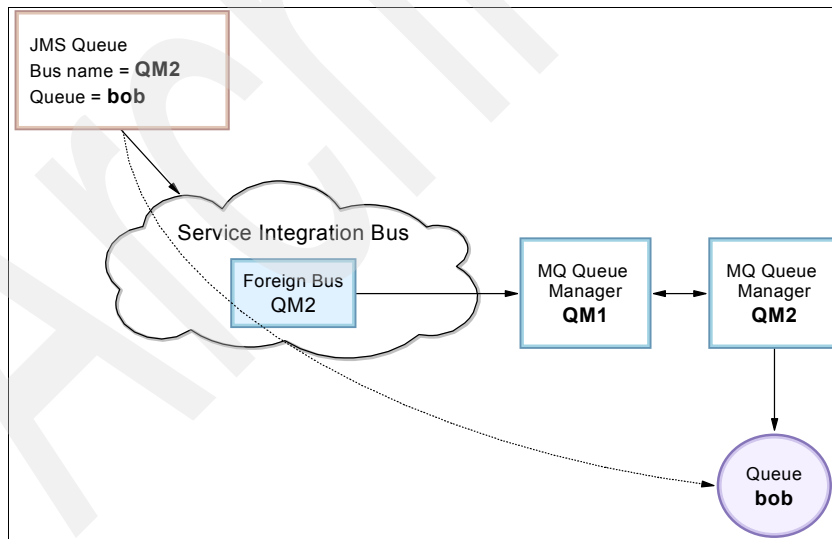 JMS Queue
Bus name = QM2
Queue = bob
Service Integration Bus
Foreign Bus
QM2
MQ Queue
Manager
QM1
MQ Queue
Manager
QM2
Queue
bob